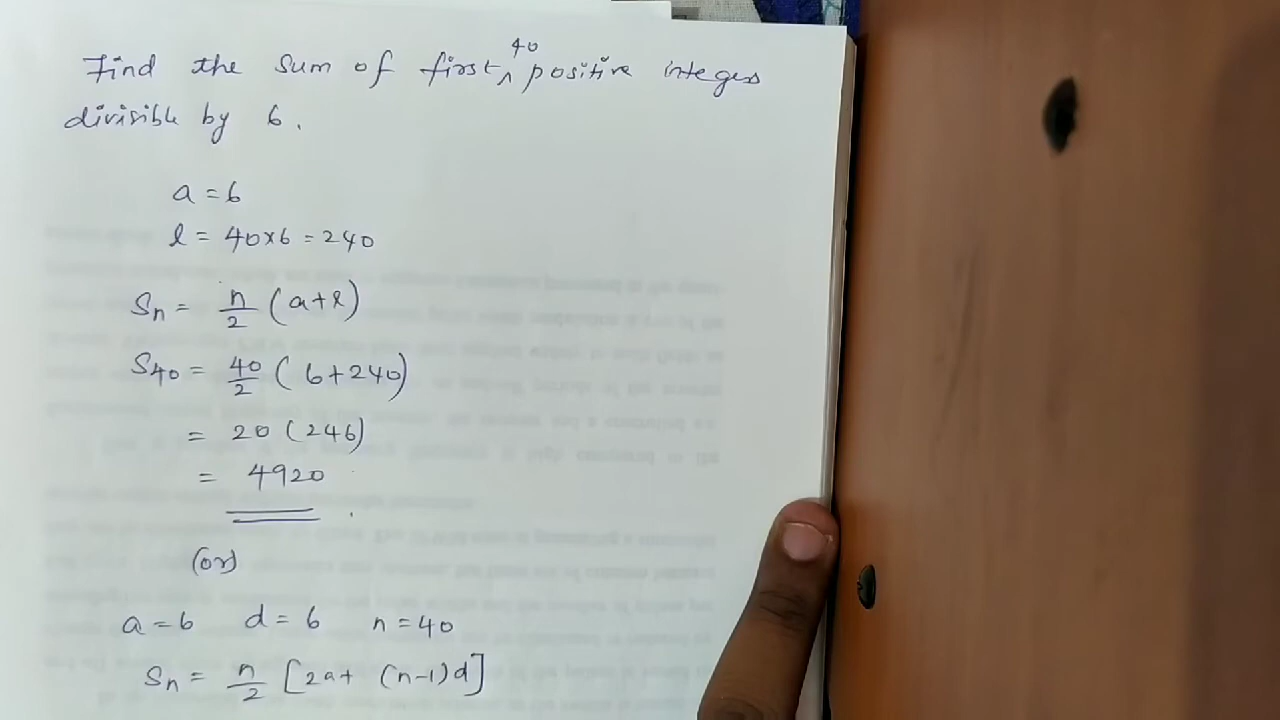 Find the sum of first ^40 positive integers
divisible by 6.
a = 6
l = 40×6 = 240
Sn = n/2 (a+l)
S40 = 40/2 (6+240)
= 20 (246)
= 4920
(or)
a = 6 d = 6 n = 40
Sn = n/2 [2a+ (n-1)d]